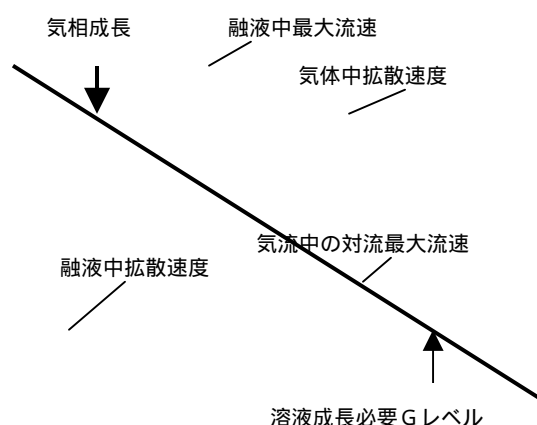 気相成長
融液中最大流速
気体中拡散速度
気流中の対流最大流速
融液中拡散速度
溶液成長必要Gレベル